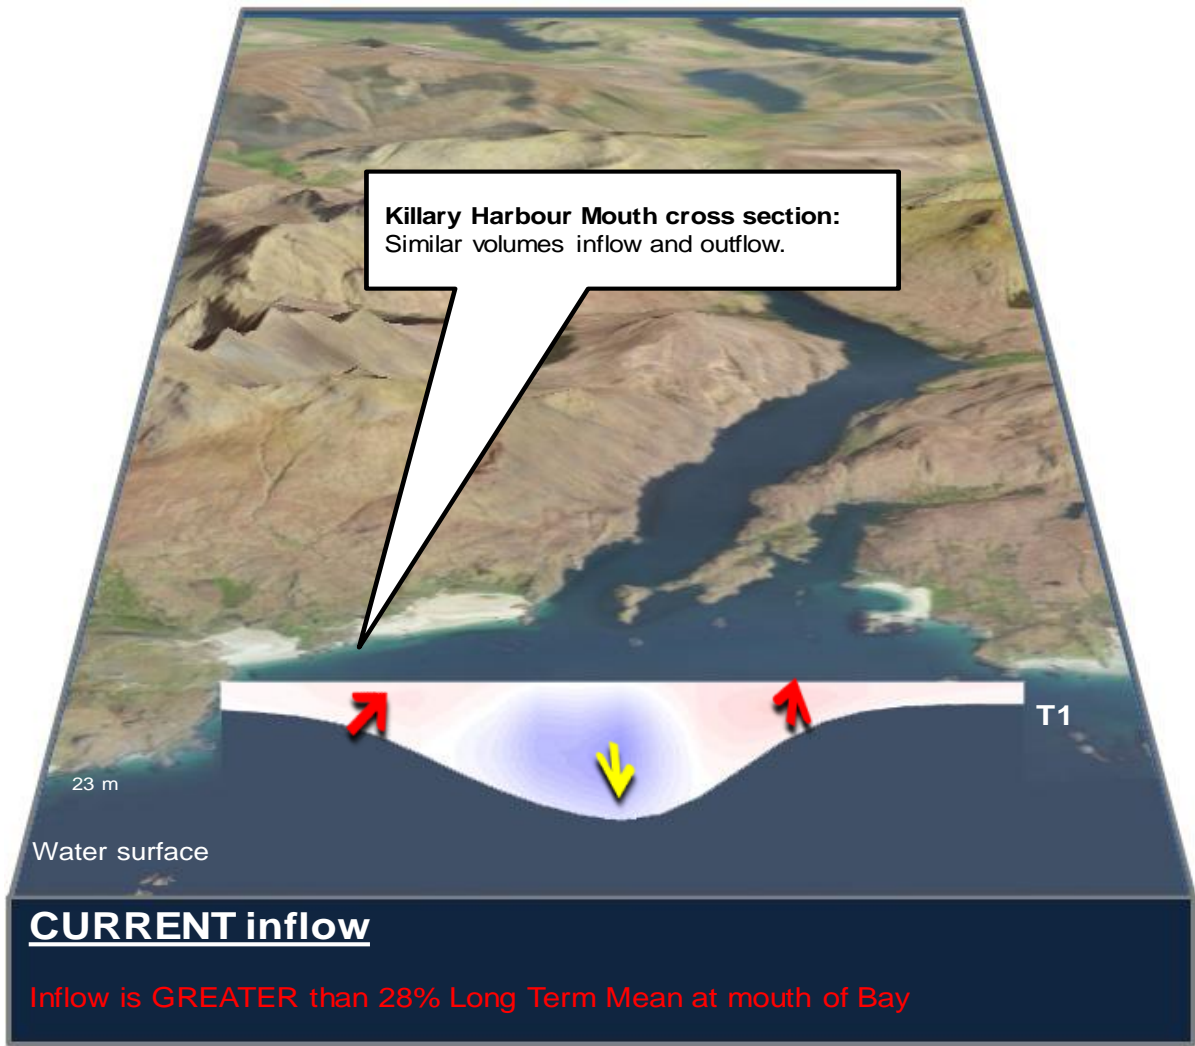 Killary Harbour Mouth cross section:
Similar volumes inflow and outflow.
T1
23 m
Water surface
CURRENT inflow
Inflow is GREATER than 28% Long Term Mean at mouth of Bay